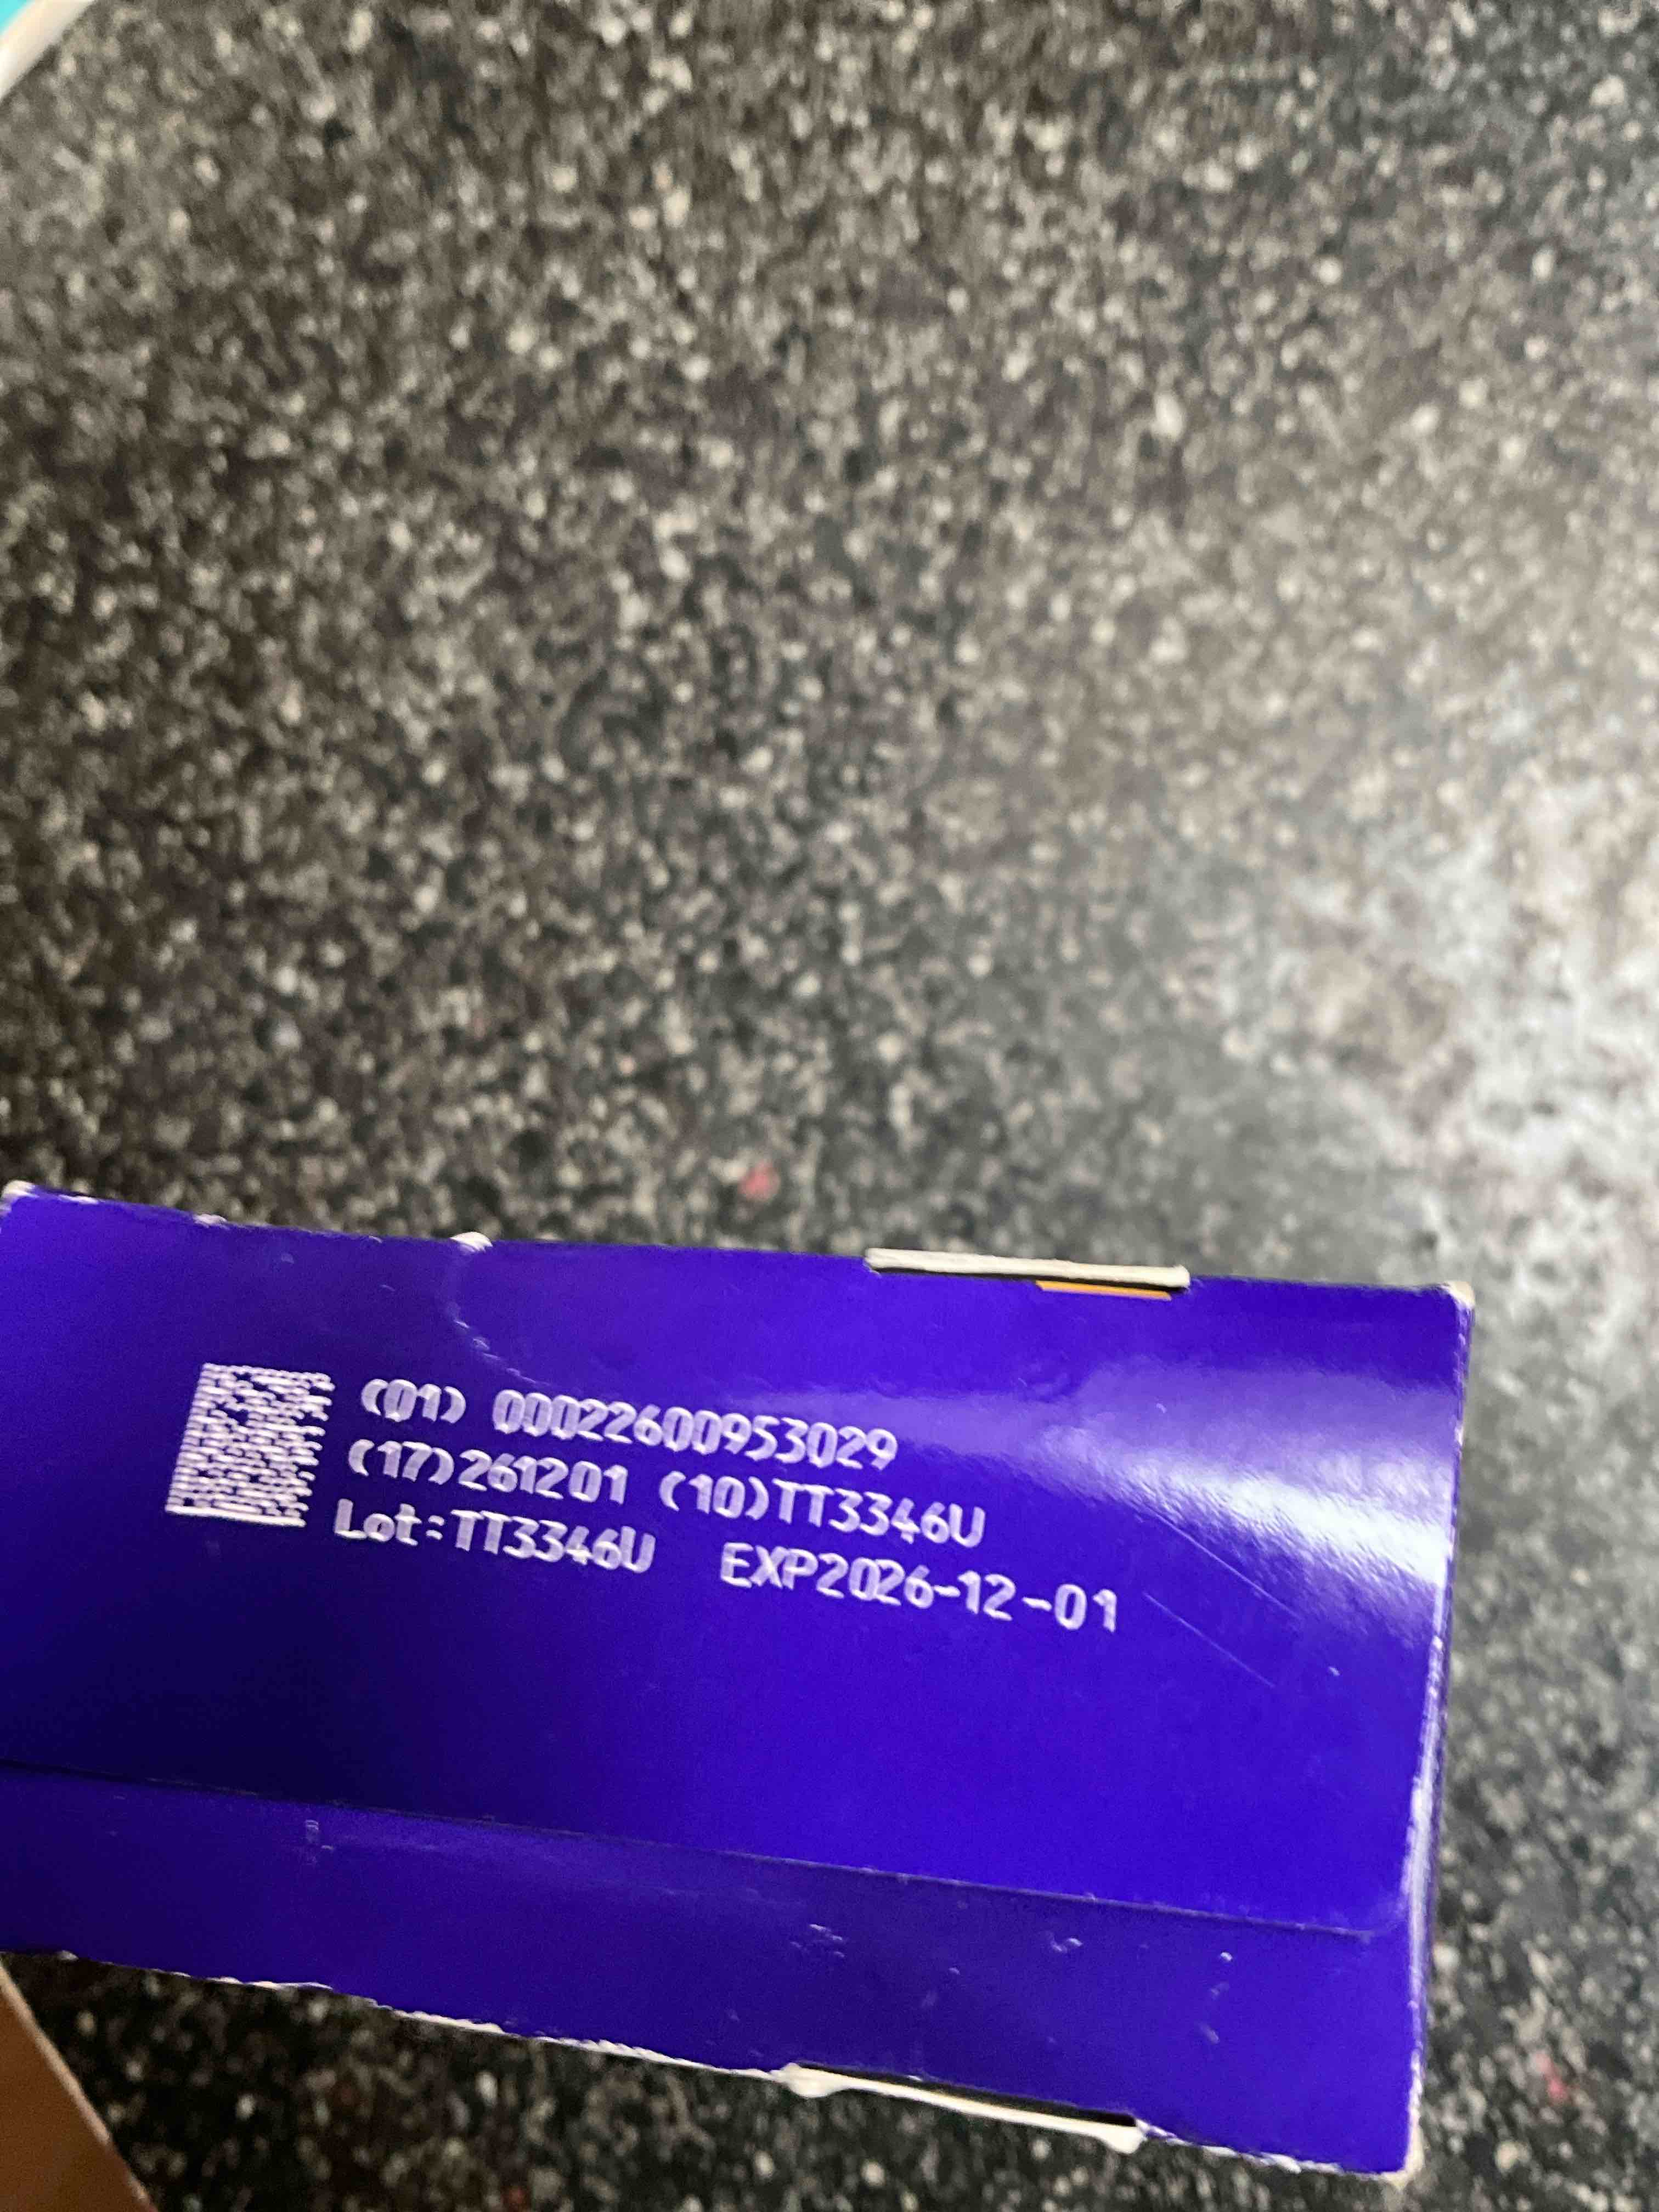 (01) 00022600953029
(17)261201 (10)TT3346U
Lot:TT3346U EXP2026-12-01